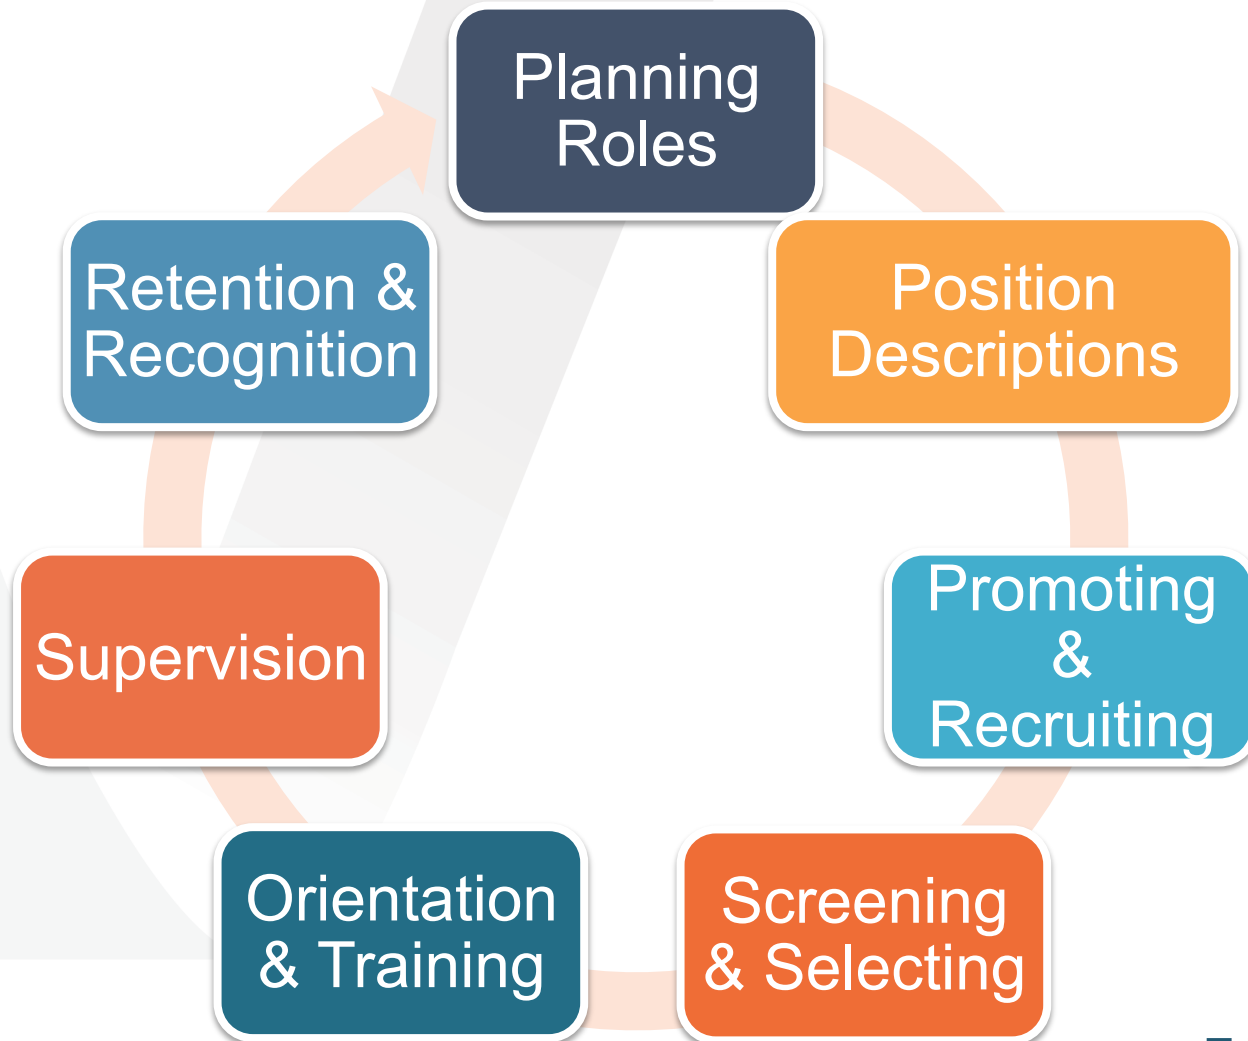 Planning
Roles
Position
Descriptions
Promoting
&
Recruiting
Screening
& Selecting
Orientation
& Training
Supervision
Retention &
Recognition